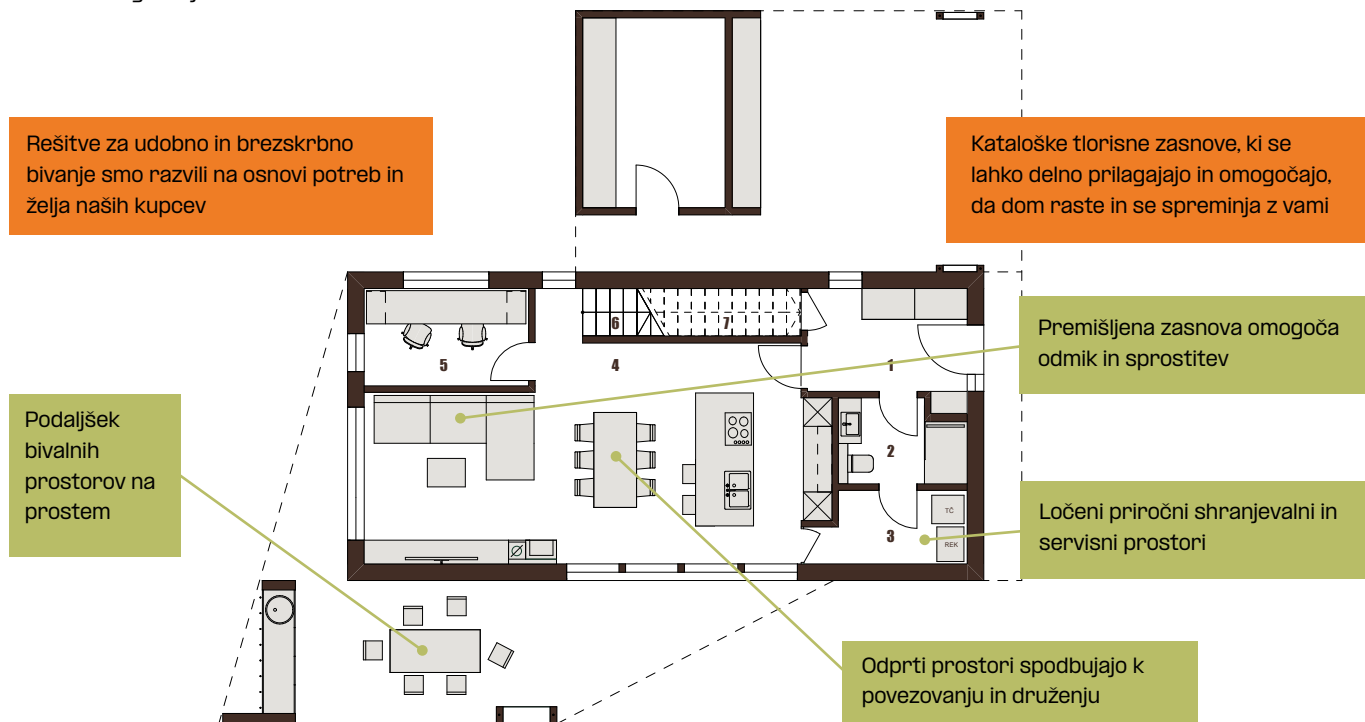 Rešitve za udobno in brezskrbno
bivanje smo razvili na osnovi potreb in
želja naših kupcev
Kataloške tlorisne zasnove, ki se
lahko delno prilagajajo in omogočajo,
da dom raste in se spreminja z vami
Premišljena zasnova omogoča
odmik in sprostitev
6
7
5
4
1
Podaljšek
bivalnih
prostorov na
prostem
2
TČ
3
REK
Ločeni priročni shranjevalni in
servisni prostori
Odprti prostori spodbujajo k
povezovanju in druženju